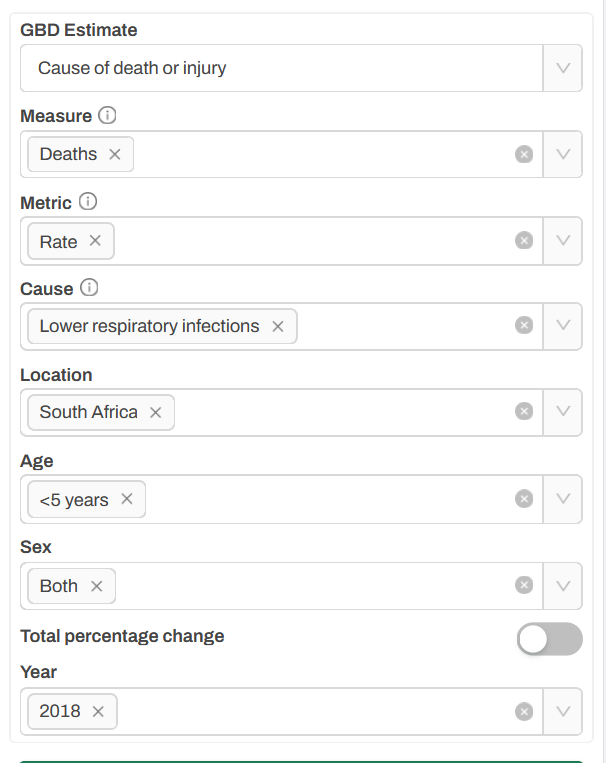 GBD Estimate
Cause of death or injury
Measure
Deaths
Metric
Rate
Cause
Lower respiratory infections
Location
South Africa
Age
<5 years
Sex
Both
Total percentage change
Year
2018